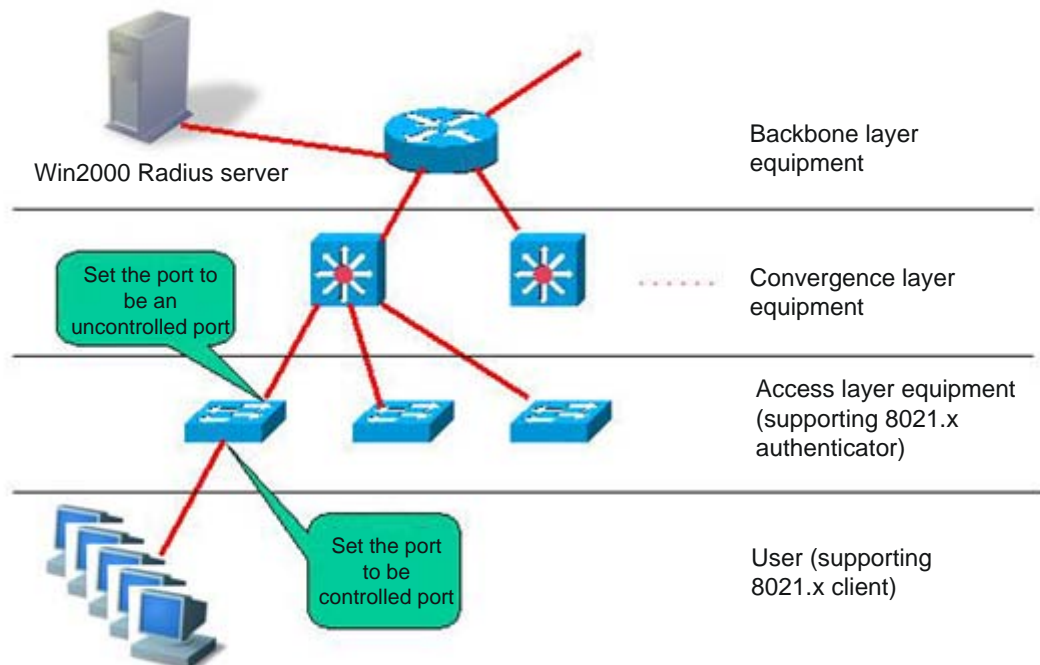 Win2000 Radius server
Backbone layer
equipment
Set the port to
be an
uncontrolled port
Convergence layer
equipment
Access layer equipment
(supporting 8021.x
authenticator)
Set the port
to be
controlled port
User (supporting
8021.x client)